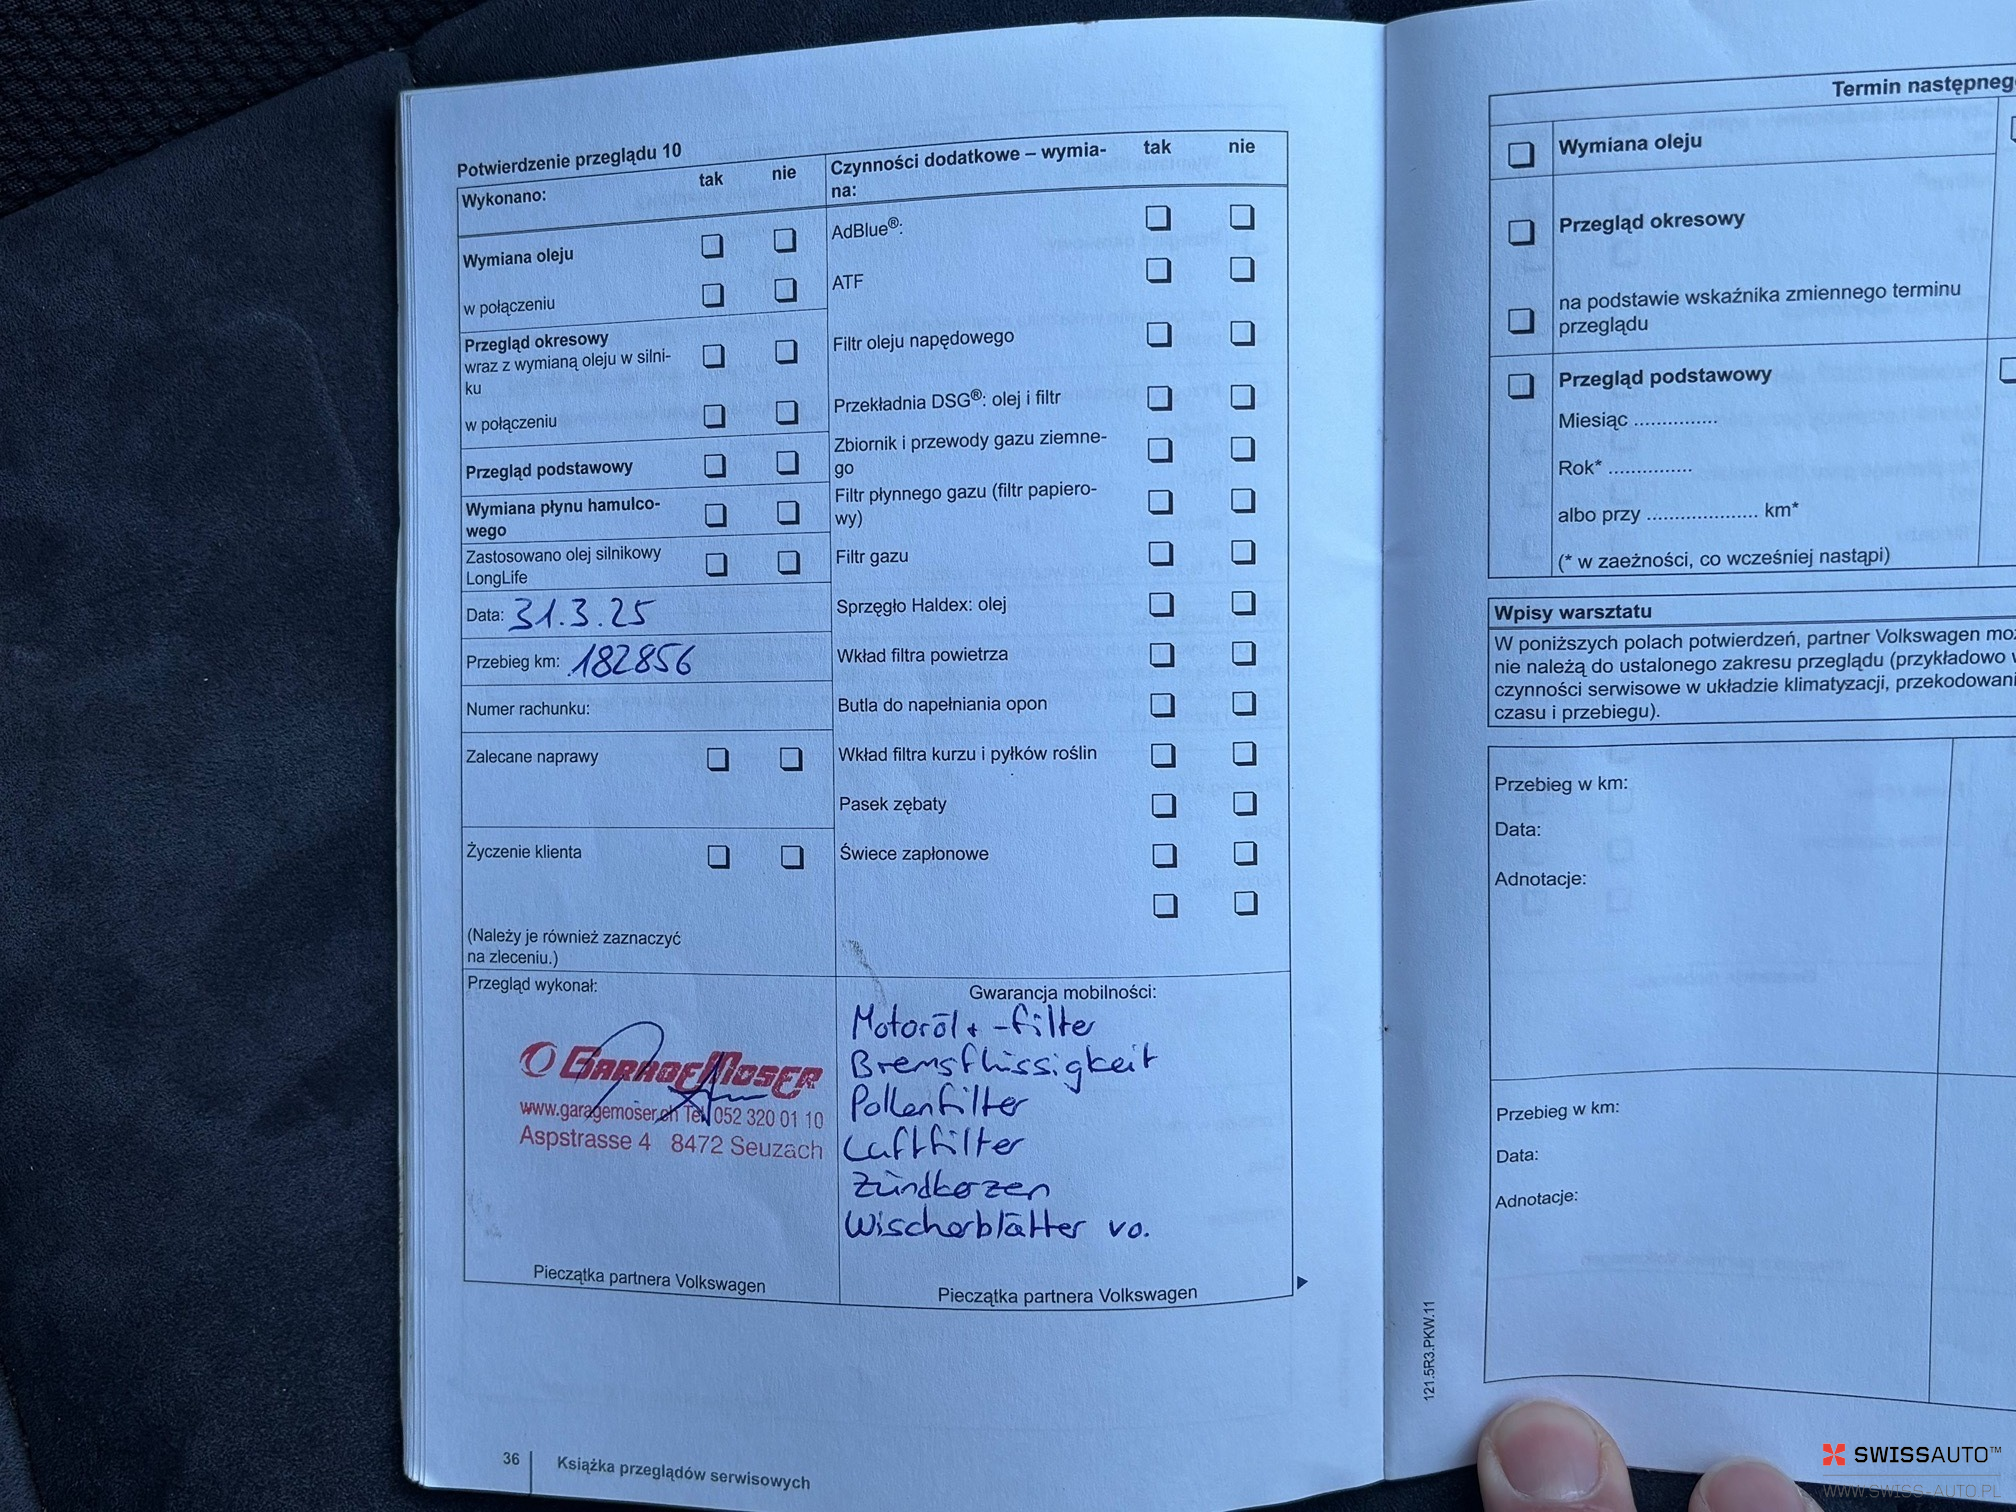 Potwierdzenie przeglądu 10
Wykonano: tak nie
Wymiana oleju
w połączeniu
Przegląd okresowy
wraz z wymianą oleju w silni-
ku
w połączeniu
Przegląd podstawowy
Wymiana płynu hamulco-
wego
Zastosowano olej silnikowy
LongLife
Data: 31.3.25
Przebieg km: 182856
Numer rachunku:
Zalecane naprawy
Życzenie klienta
(Należy je również zaznaczyć
na zleceniu.)
Czynności dodatkowe – wymia- tak nie
na:
AdBlue®:
ATF
Filtr oleju napędowego
Przekładnia DSG®: olej i filtr
Zbiornik i przewody gazu ziemne-
go
Filtr płynnego gazu (filtr papiero-
wy)
Filtr gazu
Sprzęgło Haldex: olej
Wkład filtra powietrza
Butla do napełniania opon
Wkład filtra kurzu i pyłków roślin
Pasek zębaty
Świece zapłonowe
Przegląd wykonał:
GARAGE MOSER
www.garagemoser.ch Tel. 052 320 01 10
Aspstrasse 4 8472 Seuzach
Pieczątka partnera Volkswagen
Gwarancja mobilności:
Motoröl + -filter
Bremsflüssigkeit
Pollenfilter
Luftfilter
Zündkerzen
Wischerblätter vo.
Pieczątka partnera Volkswagen
36 Książka przeglądów serwisowych
Termin następneg
Wymiana oleju
Przegląd okresowy
na podstawie wskaźnika zmiennego terminu
przeglądu
Przegląd podstawowy
Miesiąc ...............
Rok* ...............
albo przy .................... km*
(* w zaeżności, co wcześniej nastąpi)
Wpisy warsztatu
W poniższych polach potwierdzeń, partner Volkswagen moż
nie należą do ustalonego zakresu przeglądu (przykładowo
czynności serwisowe w układzie klimatyzacji, przekodowani
czasu i przebiegu).
Przebieg w km:
Data:
Adnotacje:
Przebieg w km:
Data:
Adnotacje:
121.5R3.PKW.11
SWISSAUTO™
WWW.SWISS-AUTO.PL